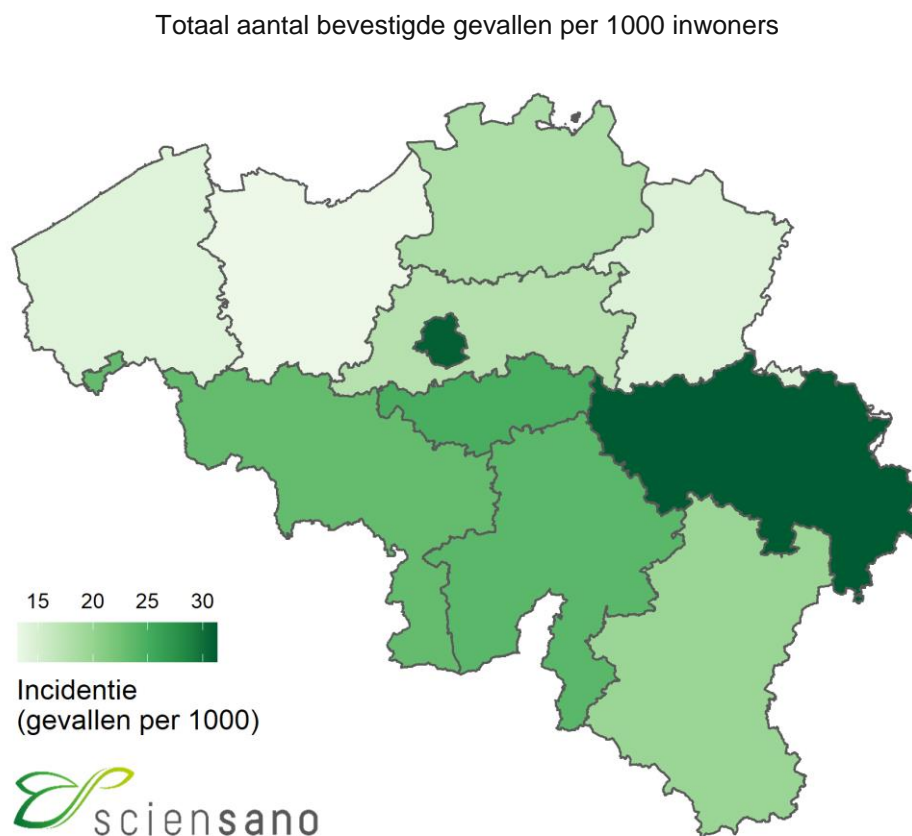 Totaal aantal bevestigde gevallen per 1000 inwoners
15 20 25 30
Incidentie
(gevallen per 1000)
sciensano